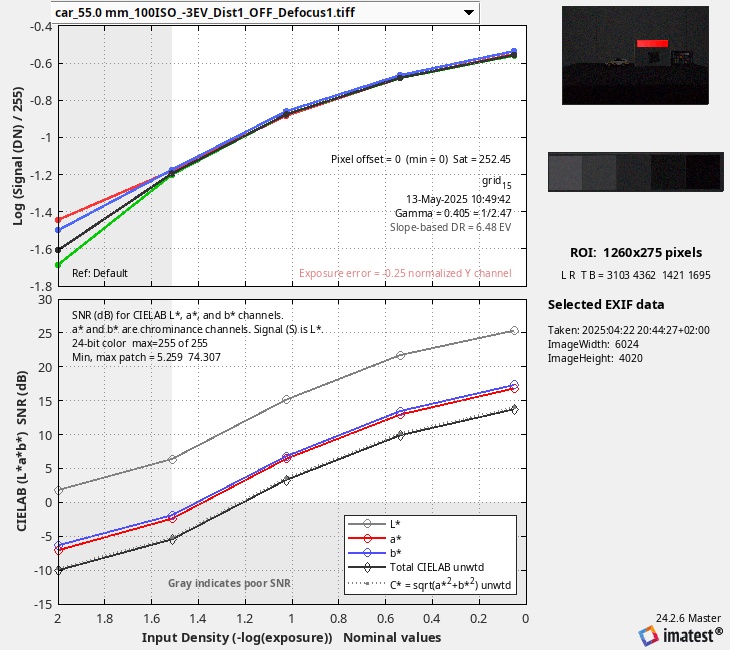 car_55.0 mm_100ISO_-3EV_Dist1_OFF_Defocus1.tiff
-0.4
-0.6
-0.8
-1
-1.2
-1.4
-1.6
-1.8
Log (Signal (DN) / 255)
Pixel offset = 0  (min = 0)  Sat = 252.45
grid15
13-May-2025 10:49:42
Gamma = 0.405 = 1/2.47
Slope-based DR = 6.48 EV
Ref: Default
Exposure error = -0.25 normalized Y channel
30
25
20
15
10
5
0
-5
-10
-15
CIELAB (L*a*b*)  SNR (dB)
SNR (dB) for CIELAB L*, a*, and b* channels.
a* and b* are chrominance channels. Signal (S) is L*.
24-bit color  max=255 of 255
Min, max patch = 5.259  74.307
L*
a*
b*
Total CIELAB unwtd
C* = sqrt(a*2+b*2) unwtd
Gray indicates poor SNR
2 1.8 1.6 1.4 1.2 1 0.8 0.6 0.4 0.2 0
Input Density (-log(exposure))   Nominal values
ROI:  1260x275 pixels
L R  T B = 3103 4362  1421 1695
Selected EXIF data
Taken: 2025:04:22 20:44:27+02:00
ImageWidth:  6024
ImageHeight:  4020
24.2.6 Master
imatest®